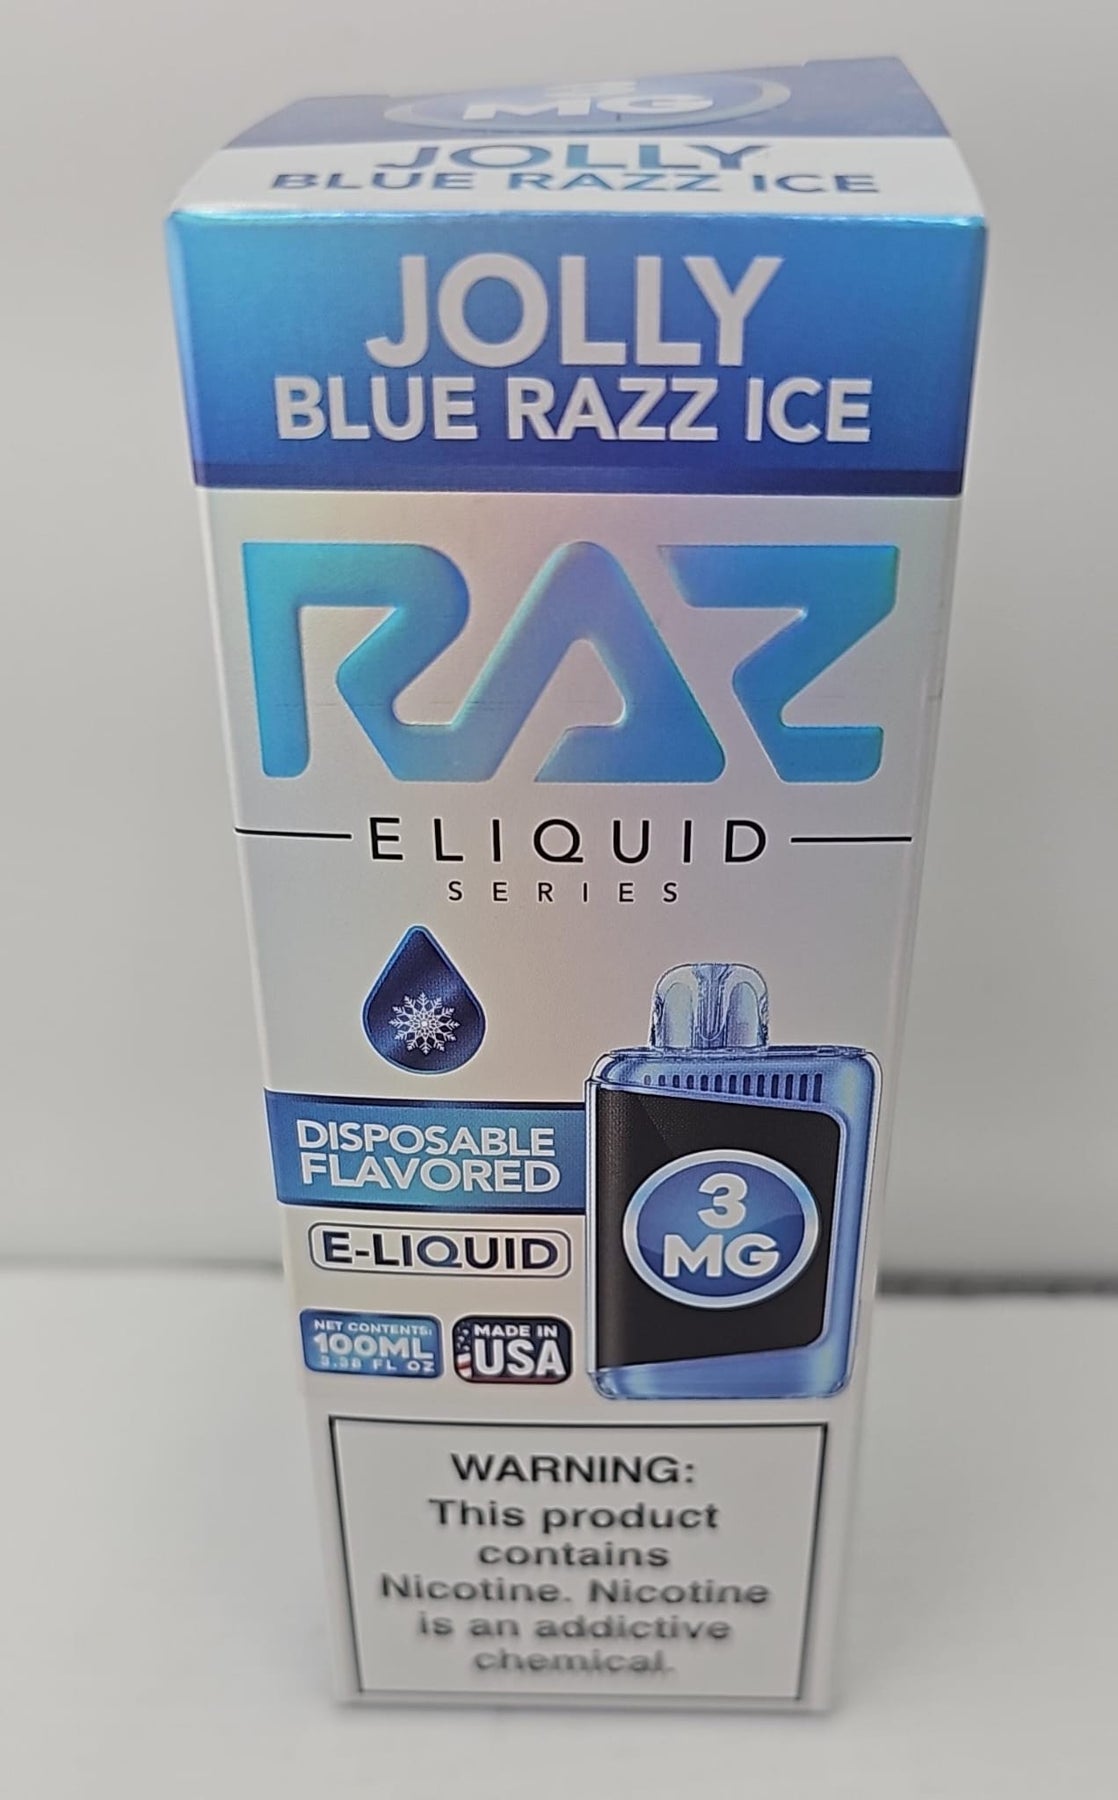 3
MG
JOLLY
BLUE RAZZ ICE
JOLLY
BLUE RAZZ ICE
RAZ
ELIQUID
SERIES
DISPOSABLE
FLAVORED
E-LIQUID
3
MG
NET CONTENTS:
100ML
3.38 FL OZ
MADE IN
USA
WARNING:
This product
contains
Nicotine. Nicotine
is an addictive
chemical.